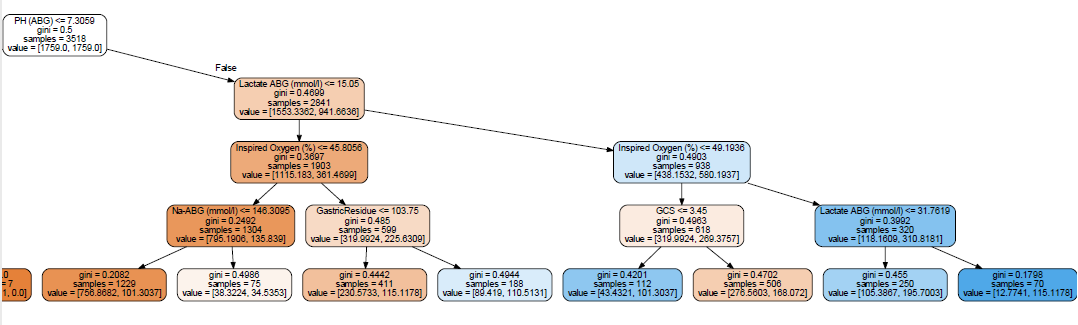 PH (ABG) <= 7.3059
gini = 0.5
samples = 3518
value = [1759.0, 1759.0]
False
Lactate ABG (mmol/l) <= 15.05
gini = 0.4699
samples = 2841
value = [1553.3362, 941.6636]
Inspired Oxygen (%) <= 45.8056
gini = 0.3697
samples = 1903
value = [1115.183, 361.4699]
Inspired Oxygen (%) <= 49.1936
gini = 0.4903
samples = 938
value = [438.1532, 580.1937]
Na-ABG (mmol/l) <= 146.3095
gini = 0.2492
samples = 1304
value = [795.1906, 135.839]
GastricResidue <= 103.75
gini = 0.485
samples = 599
value = [319.9924, 225.6309]
GCS <= 3.45
gini = 0.4963
samples = 618
value = [319.9924, 269.3757]
Lactate ABG (mmol/l) <= 31.7619
gini = 0.3992
samples = 320
value = [118.1609, 310.8181]
.0
= 7
1, 0.0]
gini = 0.2082
samples = 1229
value = [756.8682, 101.3037]
gini = 0.4986
samples = 75
value = [38.3224, 34.5353]
gini = 0.4442
samples = 411
value = [230.5733, 115.1178]
gini = 0.4944
samples = 188
value = [89.419, 110.5131]
gini = 0.4201
samples = 112
value = [43.4321, 101.3037]
gini = 0.4702
samples = 506
value = [276.5603, 168.072]
gini = 0.455
samples = 250
value = [105.3867, 195.7003]
gini = 0.1798
samples = 70
value = [12.7741, 115.1178]